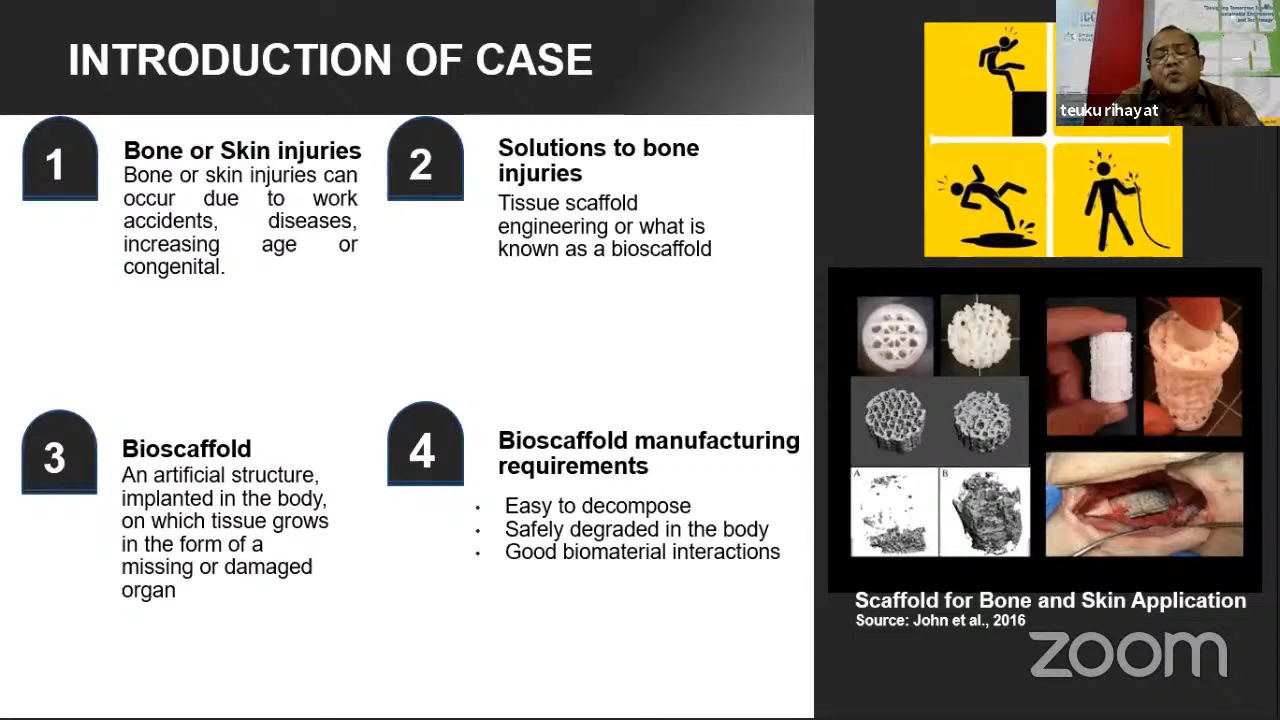 INTRODUCTION OF CASE
1
Bone or Skin injuries
Bone or skin injuries can
occur due to work
accidents, diseases,
increasing age or
congenital.
2
Solutions to bone
injuries
Tissue scaffold
engineering or what is
known as a bioscaffold
3
Bioscaffold
An artificial structure,
implanted in the body,
on which tissue grows
in the form of a
missing or damaged
organ
4
Bioscaffold manufacturing
requirements
• Easy to decompose
• Safely degraded in the body
• Good biomaterial interactions
teuku rihayat
A
B
Scaffold for Bone and Skin Application
Source: John et al., 2016
zoom